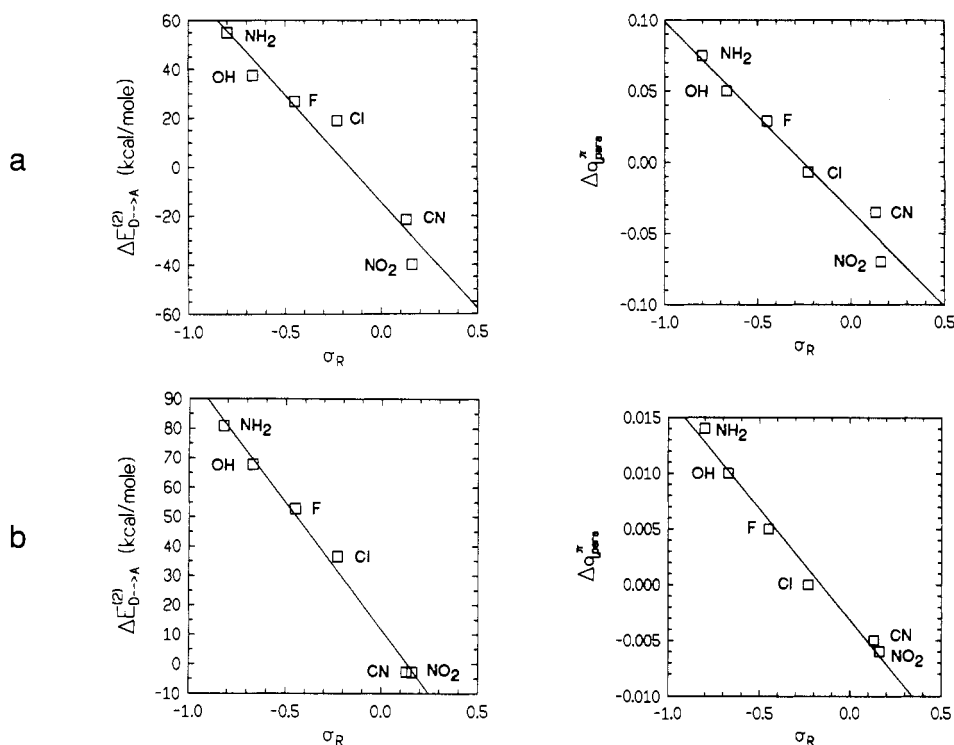 a
ΔE(2)D-->A (kcal/mole)
60
40
20
0
-20
-40
-60
NH2
OH
F
Cl
CN
NO2
-1.0 -0.5 0.0 0.5
σR
Δqπpara
0.10
0.05
0.00
-0.05
-0.10
NH2
OH
F
Cl
CN
NO2
-1.0 -0.5 0.0 0.5
σR
b
ΔE(2)D-->A (kcal/mole)
90
80
70
60
50
40
30
20
10
0
-10
NH2
OH
F
Cl
CN NO2
-1.0 -0.5 0.0 0.5
σR
Δqπpara
0.015
0.010
0.005
0.000
-0.005
-0.010
NH2
OH
F
Cl
CN
NO2
-1.0 -0.5 0.0 0.5
σR